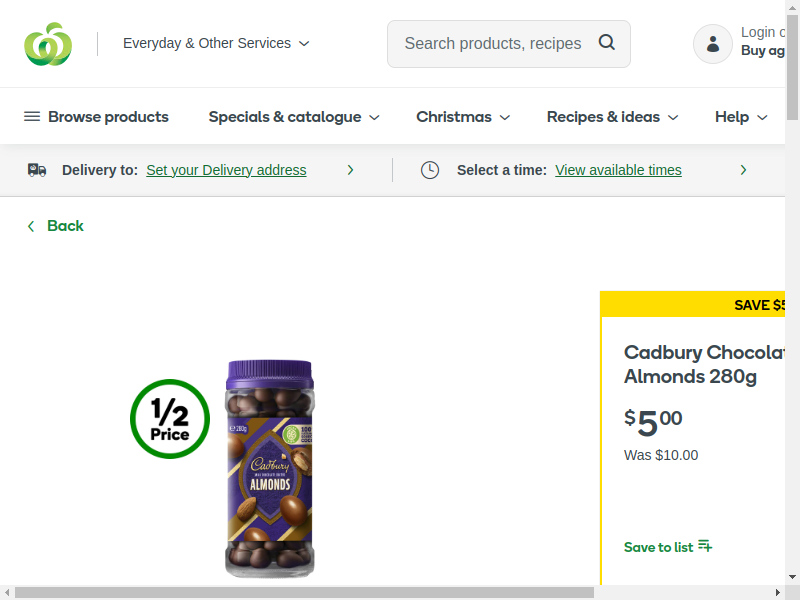 Everyday & Other Services
Search products, recipes
Login o
Buy ag
Browse products
Specials & catalogue
Christmas
Recipes & ideas
Help
Delivery to: Set your Delivery address
Select a time: View available times
Back
SAVE $5
Cadbury Chocolat
Almonds 280g
$5.00
Was $10.00
Save to list
1/2
Price
280g
100
Cadbury
ALMONDS